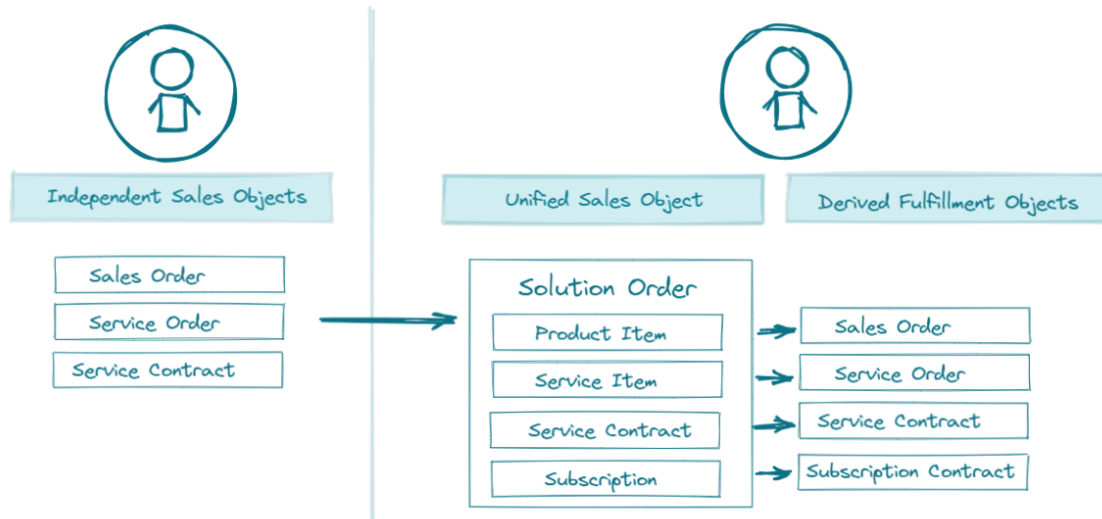 Independent Sales Objects
Sales Order
Service Order
Service Contract
Unified Sales Object
Derived Fulfillment Objects
Solution Order
Product Item
Sales Order
Service Item
Service Order
Service Contract
Service Contract
Subscription
Subscription Contract